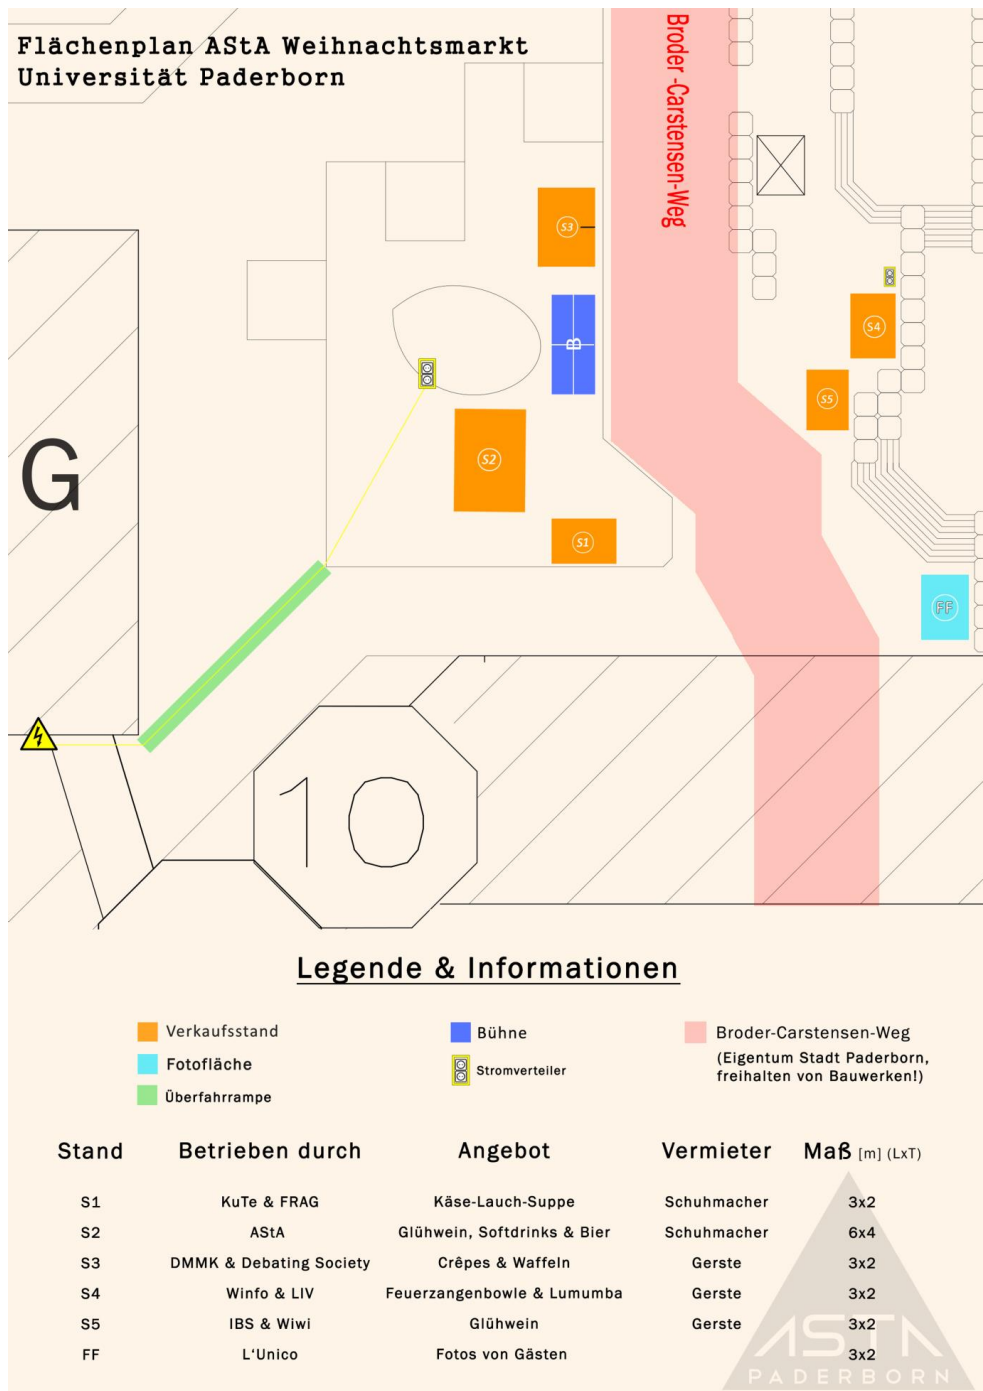 Flächenplan AStA Weihnachtsmarkt
Universität Paderborn
Broder -Carstensen-Weg
S3
B
S4
S5
S2
S1
G
FF
10
Legende & Informationen
Verkaufsstand
Bühne
Broder-Carstensen-Weg
(Eigentum Stadt Paderborn,
freihalten von Bauwerken!)
Fotofläche
Stromverteiler
Überfahrrampe
Stand Betrieben durch Angebot Vermieter Maß [m] (LxT)
S1 KuTe & FRAG Käse-Lauch-Suppe Schuhmacher 3x2
S2 AStA Glühwein, Softdrinks & Bier Schuhmacher 6x4
S3 DMMK & Debating Society Crêpes & Waffeln Gerste 3x2
S4 Winfo & LIV Feuerzangenbowle & Lumumba Gerste 3x2
S5 IBS & Wiwi Glühwein Gerste 3x2
FF L'Unico Fotos von Gästen 3x2
ASTA
PADERBORN